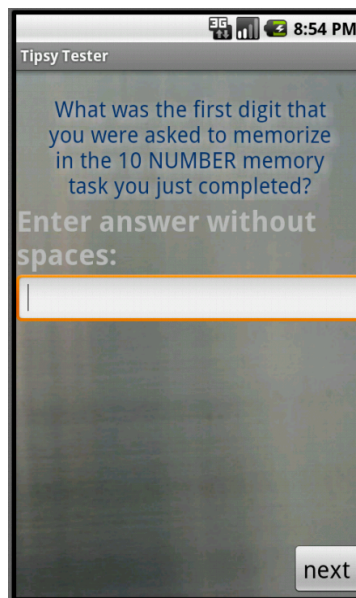 3G 8:54 PM
Tipsy Tester
What was the first digit that
you were asked to memorize
in the 10 NUMBER memory
task you just completed?
Enter answer without
spaces:
next